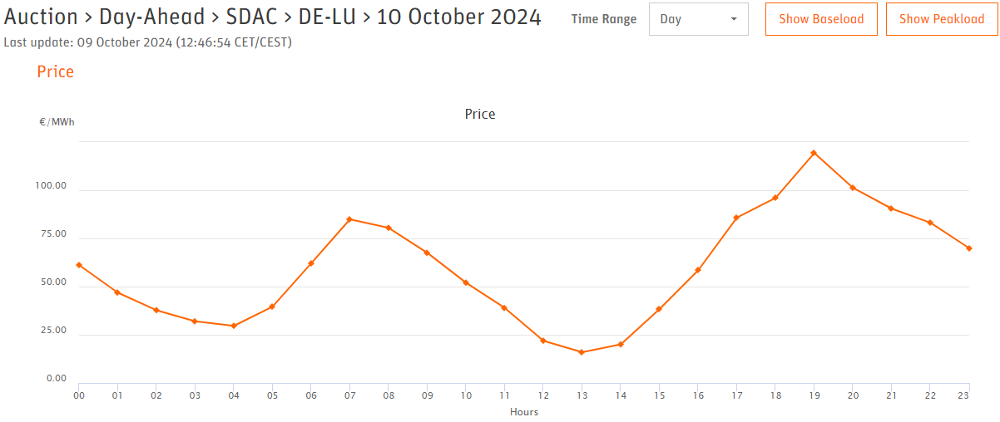 Auction > Day-Ahead > SDAC > DE-LU > 10 October 2024
Time Range
Day
Show Baseload
Show Peakload
Last update: 09 October 2024 (12:46:54 CET/CEST)
Price
Price
€/MWh
100.00
75.00
50.00
25.00
0.00
00 01 02 03 04 05 06 07 08 09 10 11 12 13 14 15 16 17 18 19 20 21 22 23
Hours